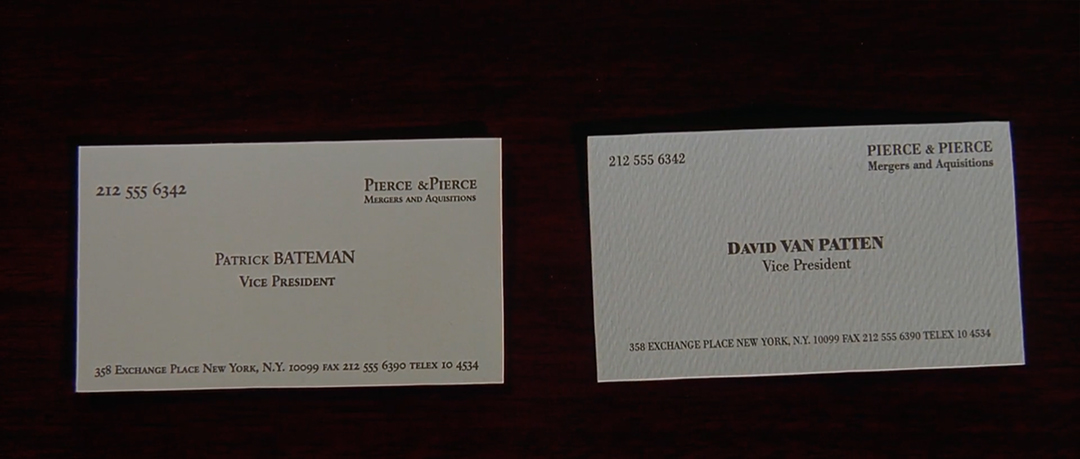 212 555 6342
PIERCE &PIERCE
MERGERS AND AQUISITIONS
PATRICK BATEMAN
VICE PRESIDENT
358 EXCHANGE PLACE NEW YORK, N.Y. 10099 FAX 212 555 6390 TELEX 10 4534
212 555 6342
PIERCE & PIERCE
Mergers and Aquisitions
DAVID VAN PATTEN
Vice President
358 EXCHANGE PLACE NEW YORK, N.Y. 10099 FAX 212 555 6390 TELEX 10 4534